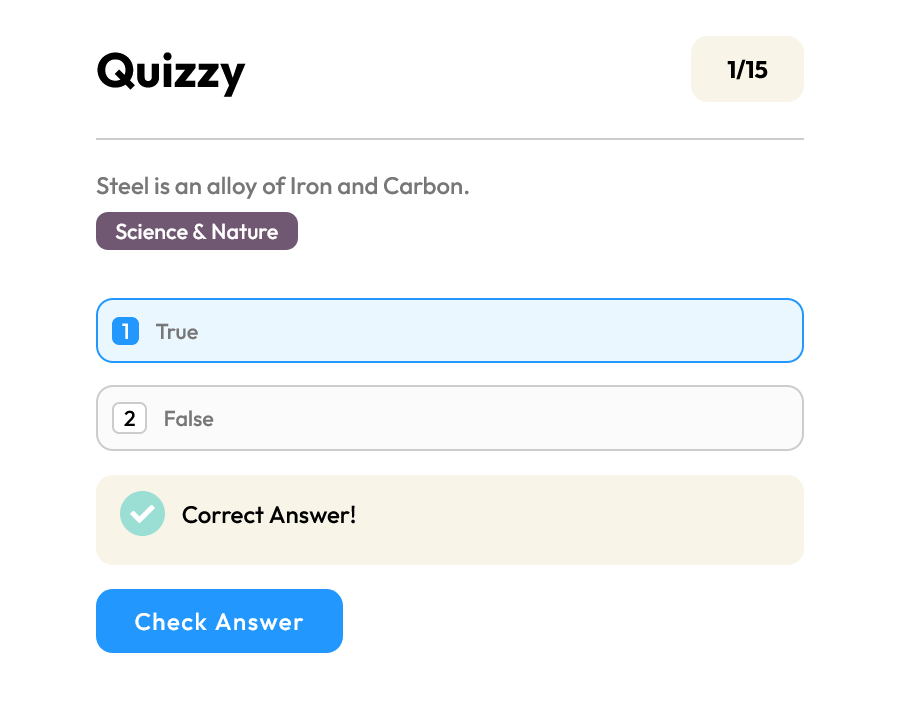 Quizzy
1/15
Steel is an alloy of Iron and Carbon.
Science & Nature
1 True
2 False
Correct Answer!
Check Answer